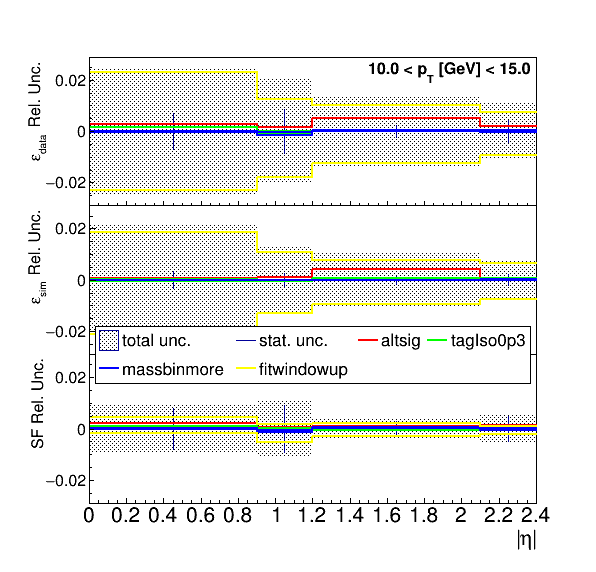 10.0 < pT [GeV] < 15.0
εdata Rel. Unc.
0.02
0
−0.02
εsim Rel. Unc.
0.02
0
−0.02
total unc. stat. unc. altsig tagIso0p3
massbinmore fitwindowup
SF Rel. Unc.
0.02
0
−0.02
0 0.2 0.4 0.6 0.8 1 1.2 1.4 1.6 1.8 2 2.2 2.4
|η|